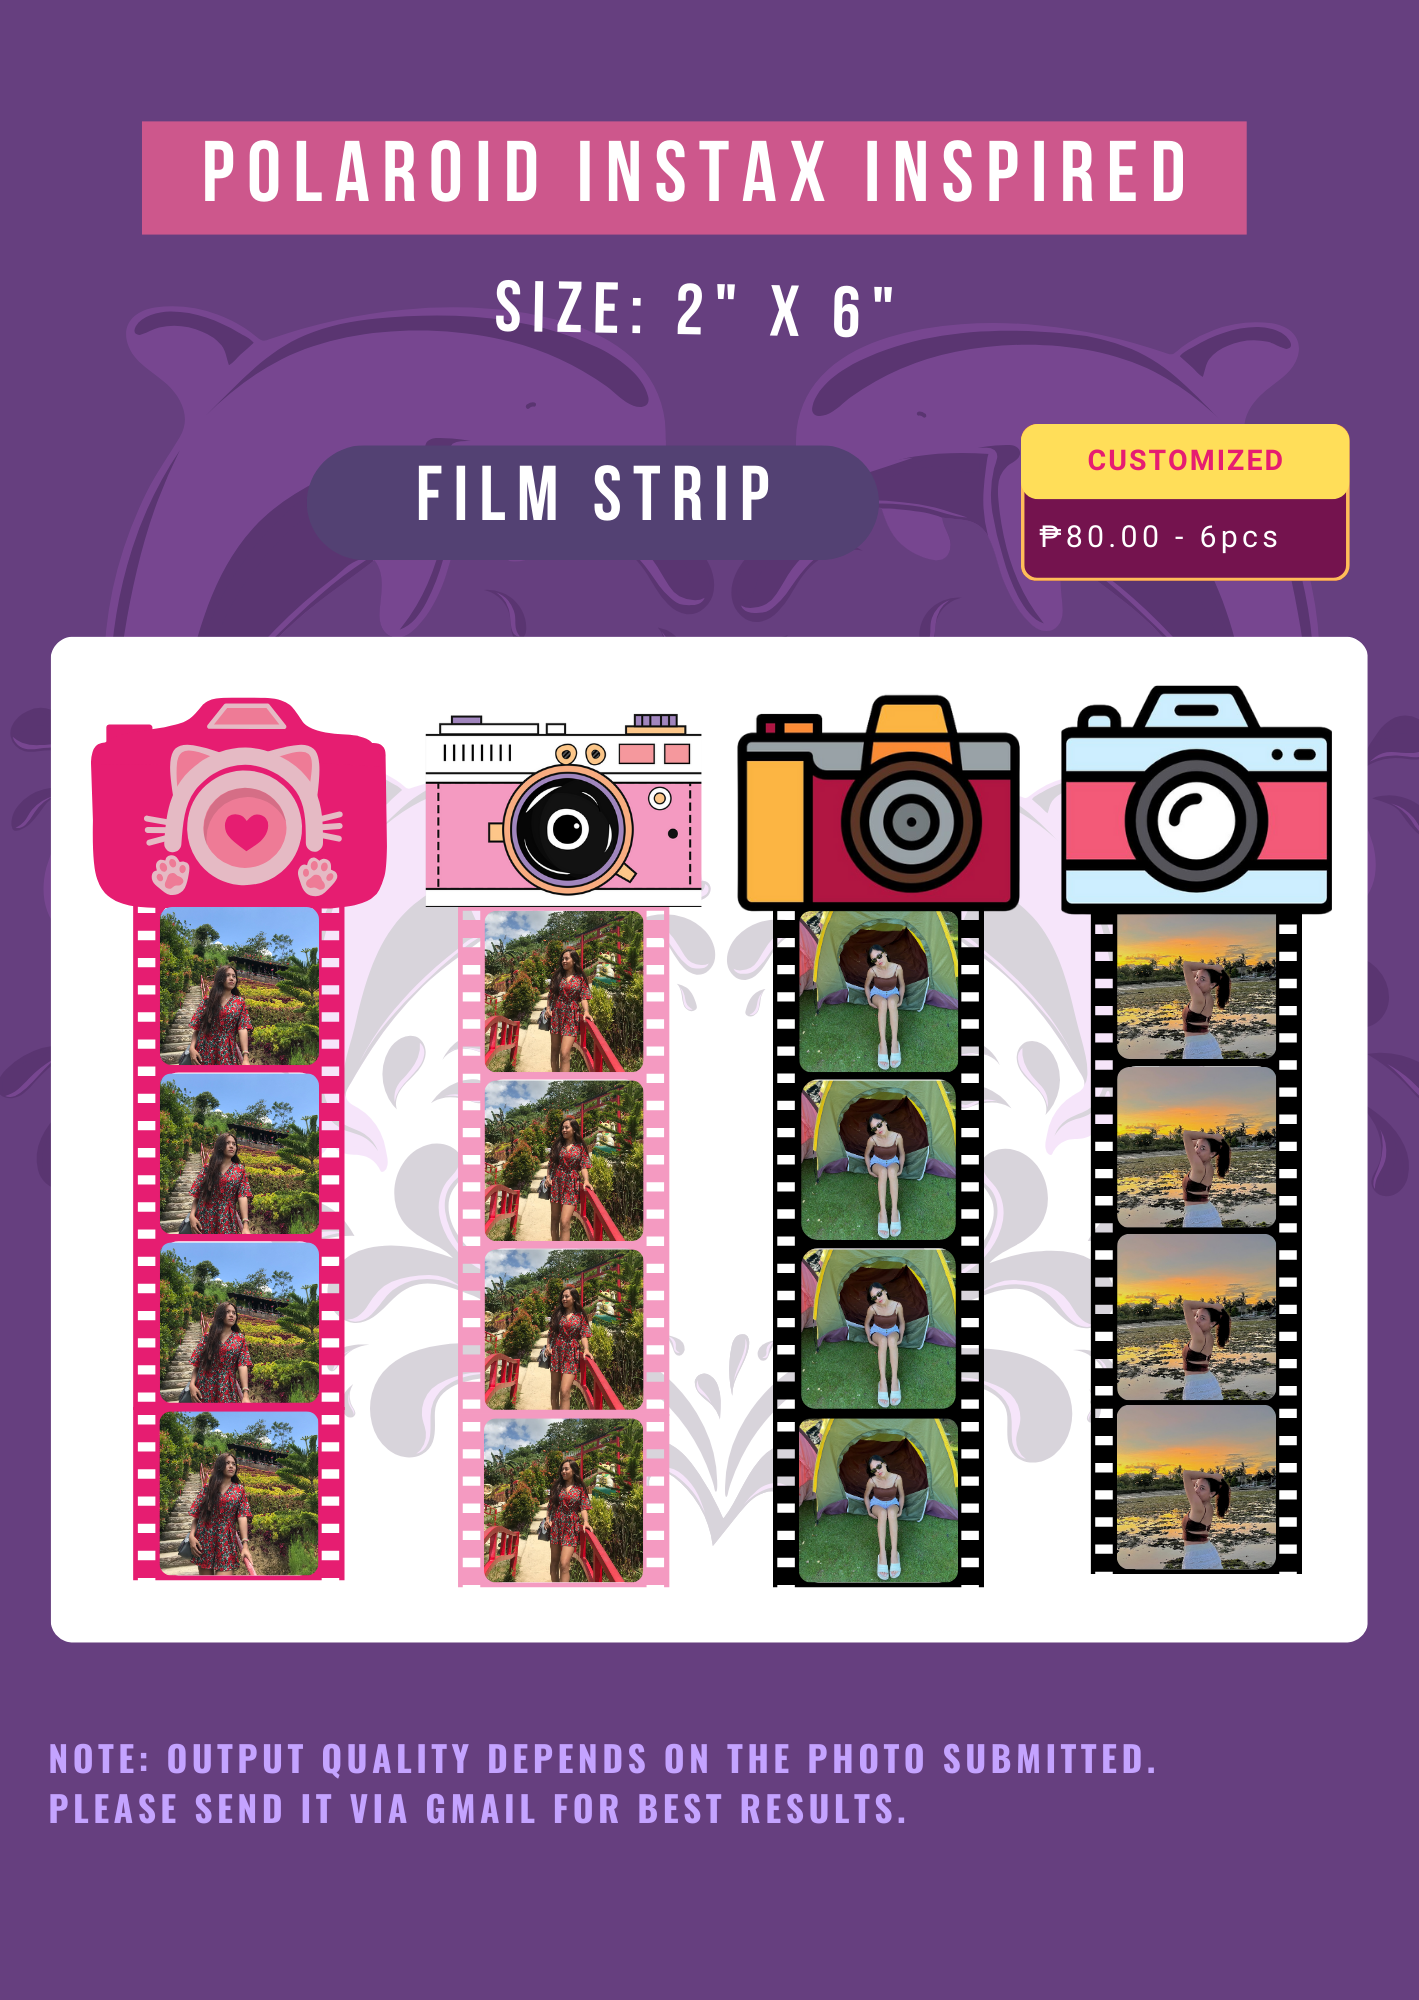 POLAROID INSTAX INSPIRED
SIZE: 2" X 6"
FILM STRIP
CUSTOMIZED
₱80.00 - 6pcs
NOTE: OUTPUT QUALITY DEPENDS ON THE PHOTO SUBMITTED.
PLEASE SEND IT VIA GMAIL FOR BEST RESULTS.